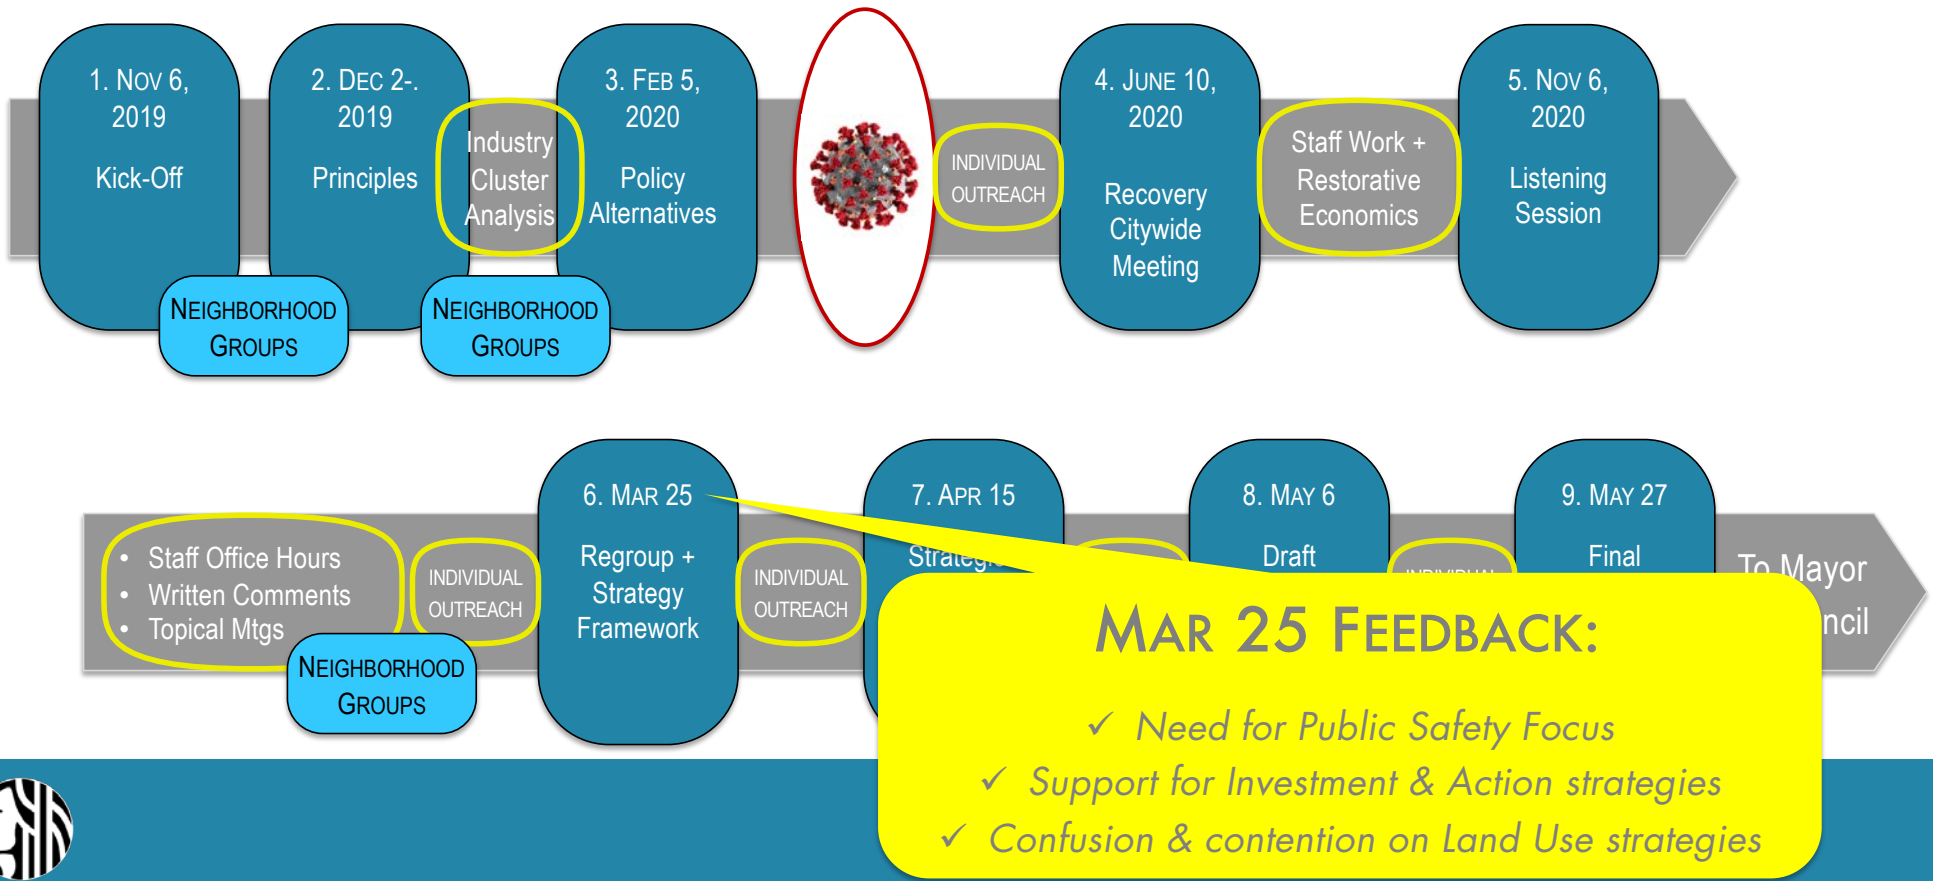 1. Nov 6,
2019
Kick-Off
2. Dec 2-.
2019
Principles
Industry
Cluster
Analysis
3. Feb 5,
2020
Policy
Alternatives
Individual
Outreach
4. June 10,
2020
Recovery
Citywide
Meeting
Staff Work +
Restorative
Economics
5. Nov 6,
2020
Listening
Session
Neighborhood
Groups
Neighborhood
Groups
• Staff Office Hours
• Written Comments
• Topical Mtgs
Neighborhood
Groups
Individual
Outreach
6. Mar 25
Regroup +
Strategy
Framework
Individual
Outreach
7. Apr 15
8. May 6
Draft
9. May 27
Final
To Mayor
Mar 25 Feedback:
✓ Need for Public Safety Focus
✓ Support for Investment & Action strategies
✓ Confusion & contention on Land Use strategies